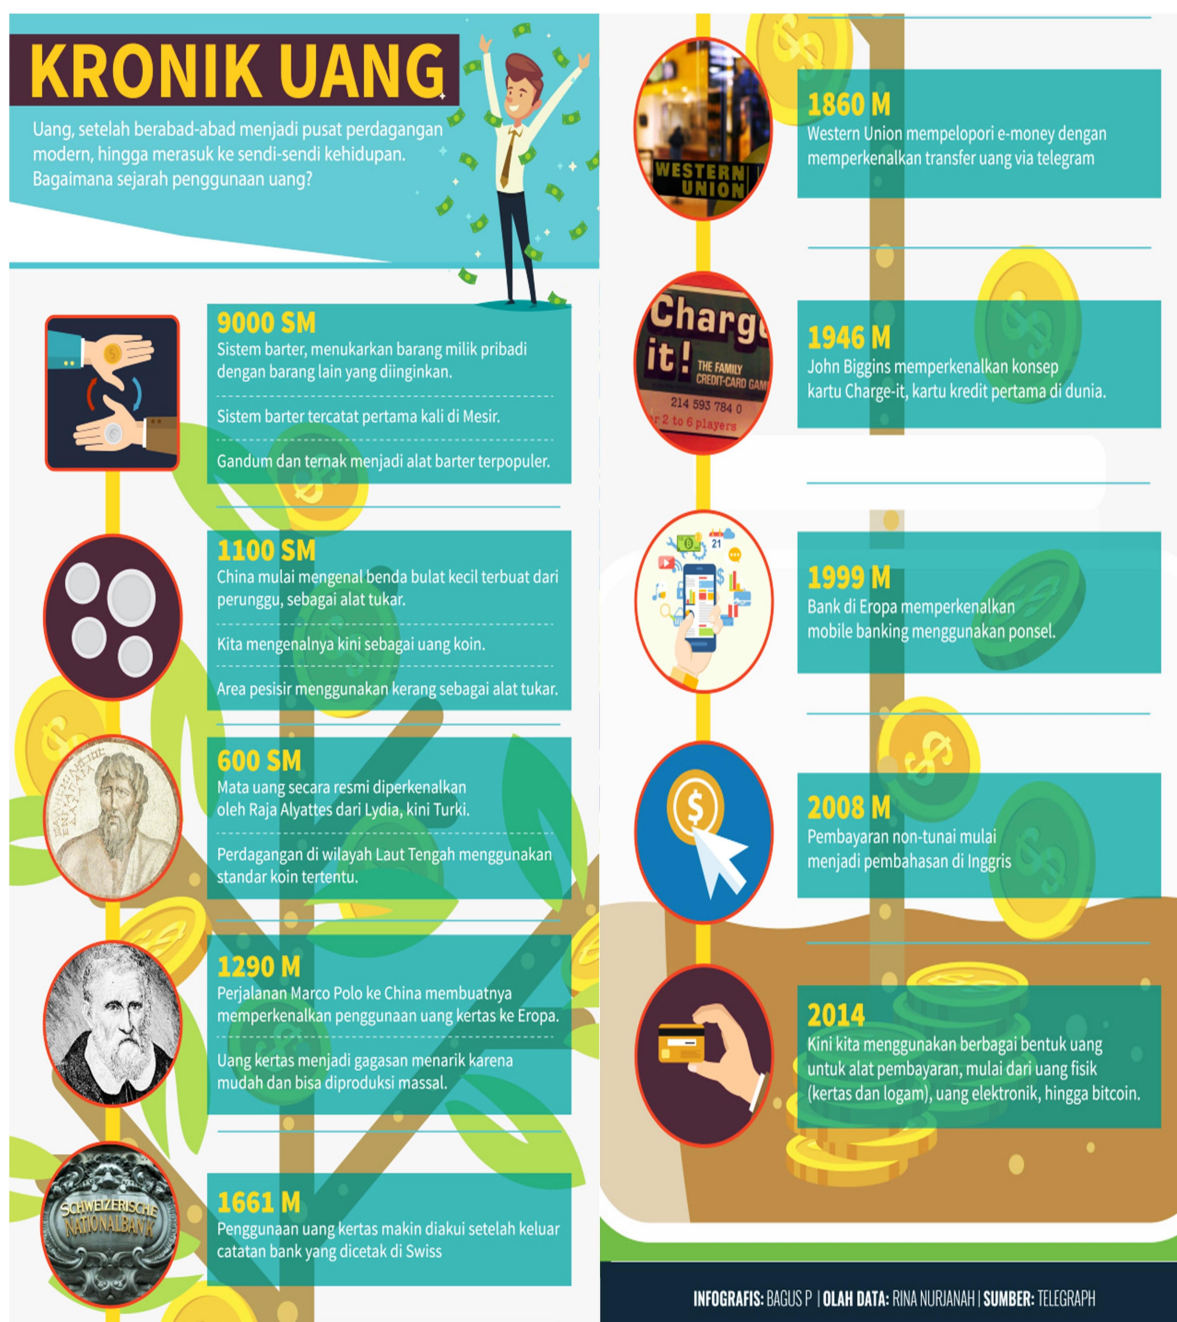 KRONIK UANG
Uang, setelah berabad-abad menjadi pusat perdagangan
modern, hingga merasuk ke sendi-sendi kehidupan.
Bagaimana sejarah penggunaan uang?
9000 SM
Sistem barter, menukarkan barang milik pribadi
dengan barang lain yang diinginkan.
Sistem barter tercatat pertama kali di Mesir.
Gandum dan ternak menjadi alat barter terpopuler.
1100 SM
China mulai mengenal benda bulat kecil terbuat dari
perunggu, sebagai alat tukar.
Kita mengenalnya kini sebagai uang koin.
Area pesisir menggunakan kerang sebagai alat tukar.
600 SM
Mata uang secara resmi diperkenalkan
oleh Raja Alyattes dari Lydia, kini Turki.
Perdagangan di wilayah Laut Tengah menggunakan
standar koin tertentu.
1290 M
Perjalanan Marco Polo ke China membuatnya
memperkenalkan penggunaan uang kertas ke Eropa.
Uang kertas menjadi gagasan menarik karena
mudah dan bisa diproduksi massal.
SCHWEIZERISCHE
NATIONALBANK
1661 M
Penggunaan uang kertas makin diakui setelah keluar
catatan bank yang dicetak di Swiss
WESTERN
UNION
1860 M
Western Union mempelopori e-money dengan
memperkenalkan transfer uang via telegram
Charge
it! THE FAMILY
CREDIT-CARD GAM
214 593 784 0
r 2 to 6 players
1946 M
John Biggins memperkenalkan konsep
kartu Charge-it, kartu kredit pertama di dunia.
21
1999 M
Bank di Eropa memperkenalkan
mobile banking menggunakan ponsel.
2008 M
Pembayaran non-tunai mulai
menjadi pembahasan di Inggris
2014
Kini kita menggunakan berbagai bentuk uang
untuk alat pembayaran, mulai dari uang fisik
(kertas dan logam), uang elektronik, hingga bitcoin.
INFOGRAFIS: BAGUS P | OLAH DATA: RINA NURJANAH | SUMBER: TELEGRAPH